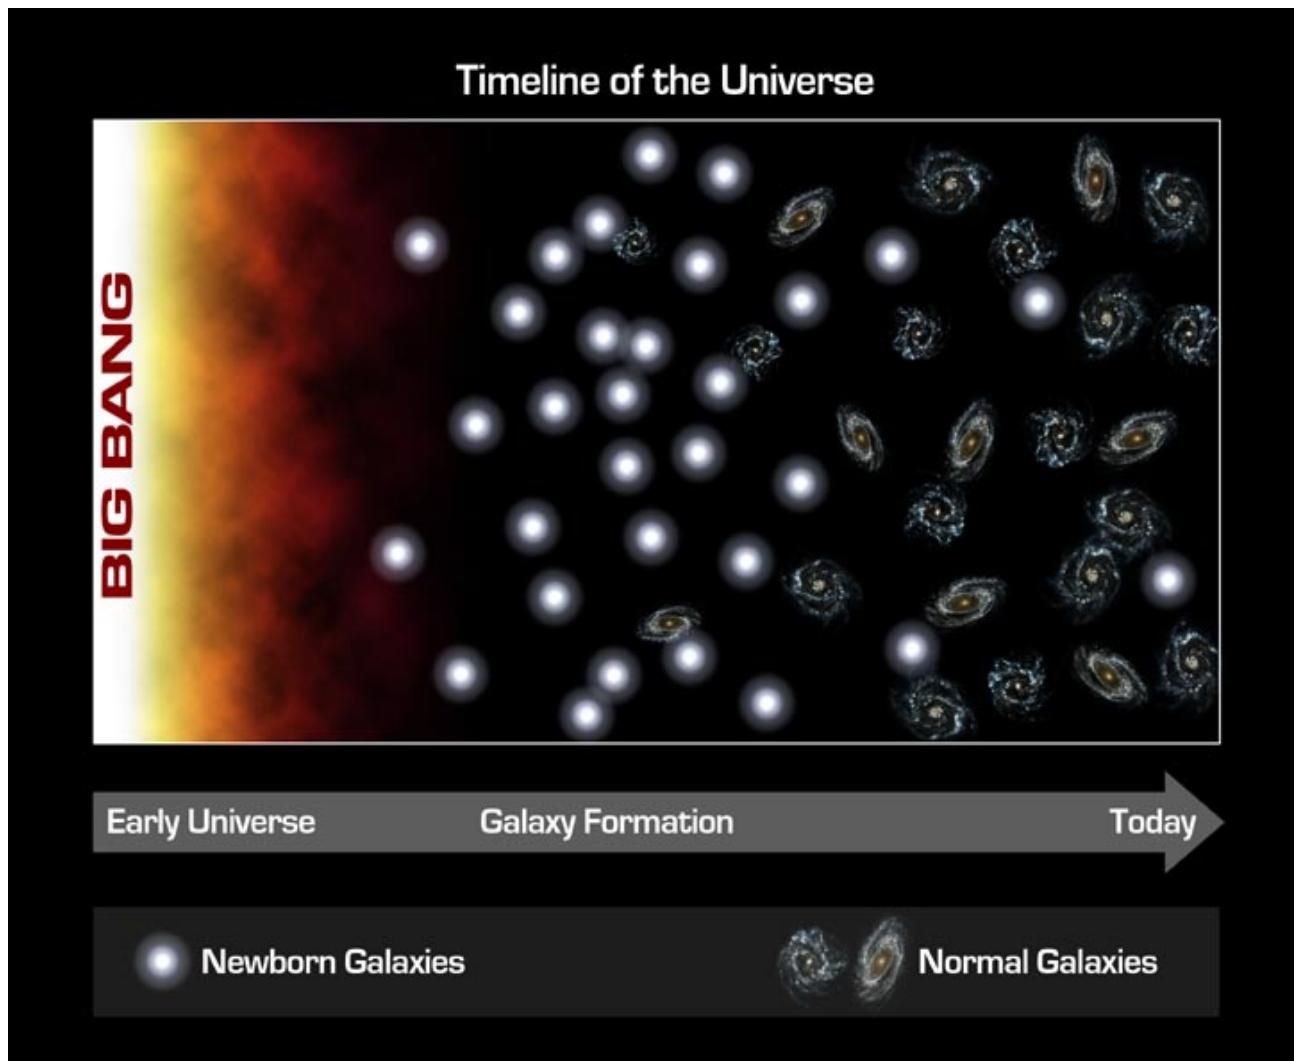 Timeline of the Universe
BIG BANG
Early Universe
Galaxy Formation
Today
Newborn Galaxies
Normal Galaxies